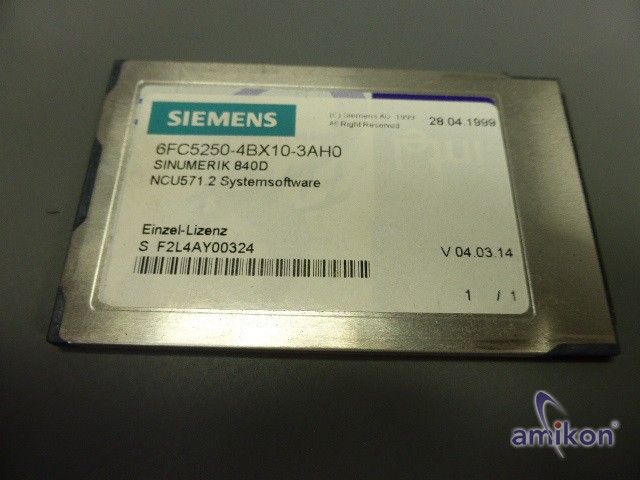 SIEMENS
(C) Siemens AG 1999
All Right Reserved
28.04.1999
6FC5250-4BX10-3AH0
SINUMERIK 840D
NCU571.2 Systemsoftware
Einzel-Lizenz
S F2L4AY00324
V 04.03.14
1 / 1
amikon